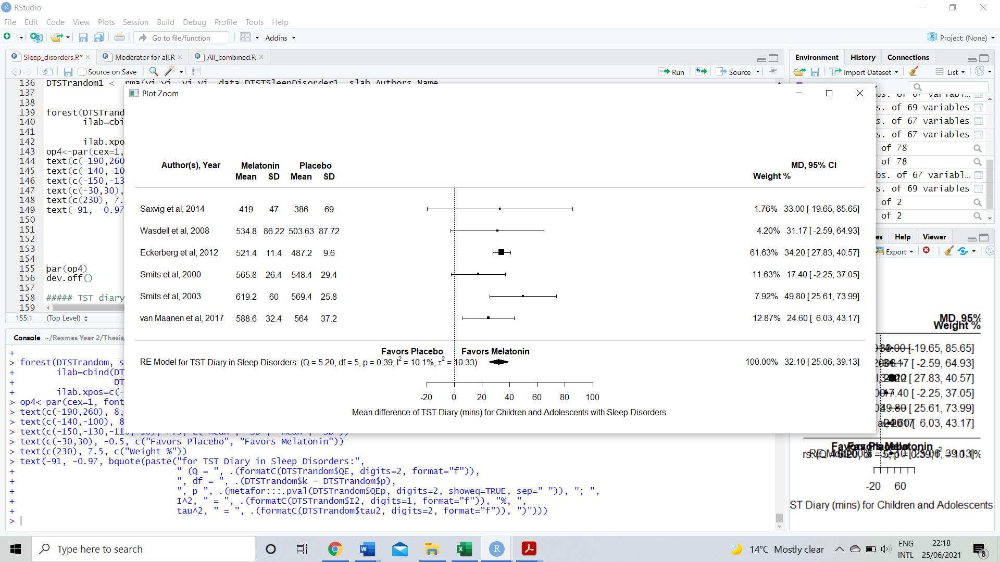 RStudio
File Edit Code View Plots Session Build Debug Profile Tools Help
Go to file/function Addins Project: (None)
Sleep_disorders.R* Moderator for all.R All_combined.R
Source on Save Run Source
136 DTSTrandom1 <- rma(yi=yi, vi=vi, data=DTSTSleepDisorder1, slab=Authors_Name
137
138
139 forest(DTSTrand
140 ilab=cbi
141
142 ilab.xpo
143 op4<-par(cex=1,
144 text(c(-190,260
145 text(c(-140,-10
146 text(c(-150,-13
147 text(c(-30,30),
148 text(c(230), 7.
149 text(-91, -0.97
150
151
152
153
154
155 par(op4)
156 dev.off()
157
158 ##### TST diary
159
155:1 (Top Level)
Plot Zoom
Author(s), Year Melatonin Placebo MD, 95% CI
Mean SD Mean SD Weight %
Saxvig et al, 2014 419 47 386 69 1.76% 33.00 [-19.65, 85.65]
Wasdell et al, 2008 534.8 86.22 503.63 87.72 4.20% 31.17 [ -2.59, 64.93]
Eckerberg et al, 2012 521.4 11.4 487.2 9.6 61.63% 34.20 [ 27.83, 40.57]
Smits et al, 2000 565.8 26.4 548.4 29.4 11.63% 17.40 [ -2.25, 37.05]
Smits et al, 2003 619.2 60 569.4 25.8 7.92% 49.80 [ 25.61, 73.99]
van Maanen et al, 2017 588.6 32.4 564 37.2 12.87% 24.60 [ 6.03, 43.17]
Favors Placebo Favors Melatonin
RE Model for TST Diary in Sleep Disorders: (Q = 5.20, df = 5, p = 0.39; I² = 10.1%, τ² = 10.33) 100.00% 32.10 [ 25.06, 39.13]
-20 0 20 40 60 80 100
Mean difference of TST Diary (mins) for Children and Adolescents with Sleep Disorders
Console ~/Resmas Year 2/Thesis/
+
> forest(DTSTrandom, s
+ ilab=cbind(DT
+ DT
+ ilab.xpos=c(-
> op4<-par(cex=1, font
> text(c(-190,260), 8,
> text(c(-140,-100), 8
> text(c(-150,-130,-110,-90), 7.5, c("Mean", "SD", "Mean", "SD"))
> text(c(-30,30), -0.5, c("Favors Placebo", "Favors Melatonin"))
> text(c(230), 7.5, c("Weight %"))
> text(-91, -0.97, bquote(paste("for TST Diary in Sleep Disorders:",
+ " (Q = ", .(formatC(DTSTrandom$QE, digits=2, format="f")),
+ ", df = ", .(DTSTrandom$k - DTSTrandom$p),
+ ", p ", .(metafor:::.pval(DTSTrandom$QEp, digits=2, showeq=TRUE, sep=" ")), "; ",
+ I^2, " = ", .(formatC(DTSTrandom$I2, digits=1, format="f")), "%, ",
+ tau^2, " = ", .(formatC(DTSTrandom$tau2, digits=2, format="f")), ")")))
>
Environment History Connections
Import Dataset List
s. of 69 variables
s. of 67 variables
s. of 67 variables
of 78
of 78
bs. of 67 variabl…
s. of 69 variables
of 2
of 2
es Help Viewer
Export
MD, 95%
Weight %
[-19.65, 85.65]
[ -2.59, 64.93]
[ 27.83, 40.57]
[ -2.25, 37.05]
[ 25.61, 73.99]
[ 6.03, 43.17]
-20 60
ST Diary (mins) for Children and Adolescents
Type here to search 14°C Mostly clear ENG INTL 22:18 25/06/2021 8